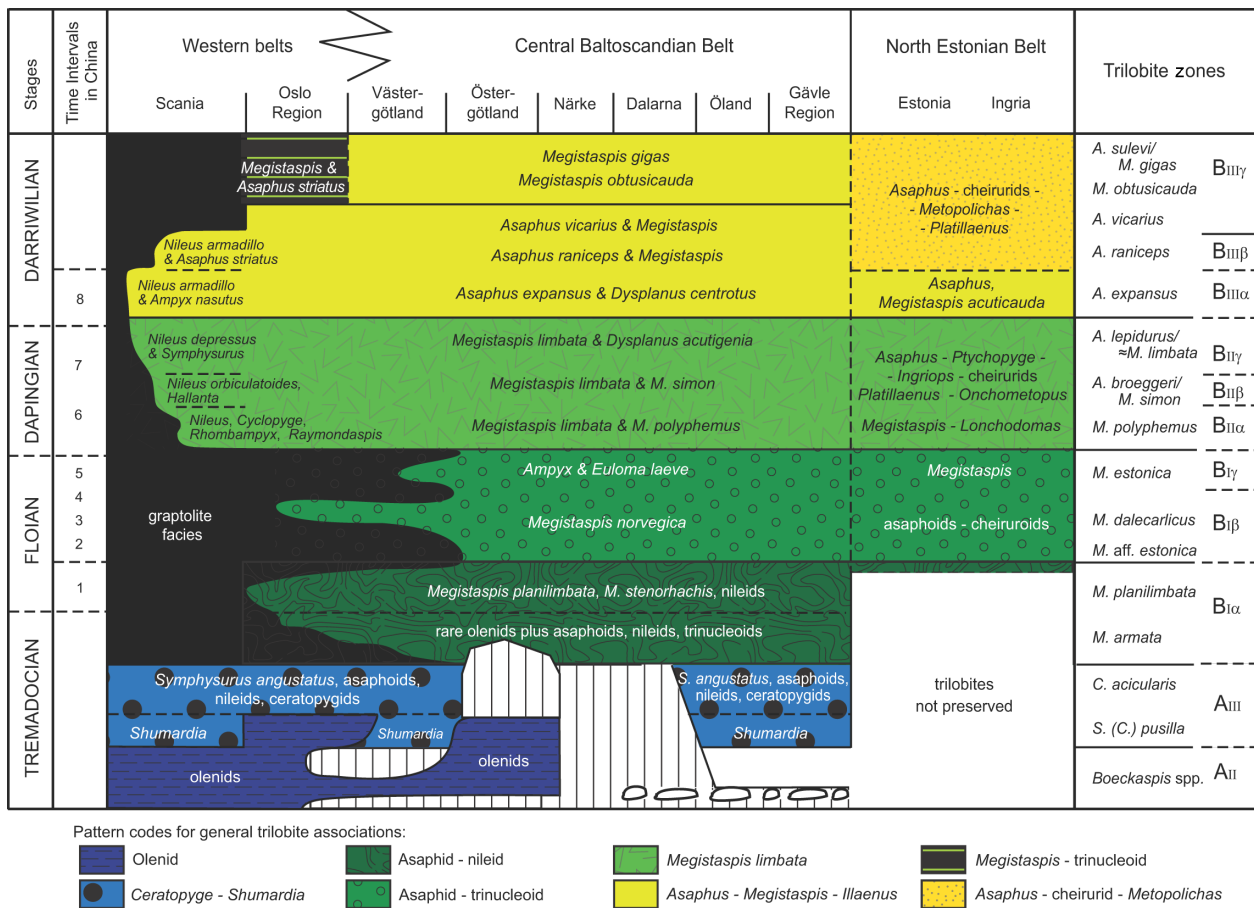 Stages
Time Intervals
in China
Western belts
Central Baltoscandian Belt
North Estonian Belt
Trilobite zones
Scania
Oslo
Region
Väster-
götland
Öster-
götland
Närke
Dalarna
Öland
Gävle
Region
Estonia
Ingria
DARRIWILIAN
DAPINGIAN
FLOIAN
TREMADOCIAN
8
7
6
5
4
3
2
1
Megistaspis &
Asaphus striatus
Megistaspis gigas
Megistaspis obtusicauda
Asaphus - cheirurids -
- Metopolichas -
- Platillaenus
A. sulevi/
M. gigas
M. obtusicauda
A. vicarius
BIIIγ
Nileus armadillo
& Asaphus striatus
Asaphus vicarius & Megistaspis
Asaphus raniceps & Megistaspis
A. raniceps
BIIIβ
Nileus armadillo
& Ampyx nasutus
Asaphus expansus & Dysplanus centrotus
Asaphus,
Megistaspis acuticauda
A. expansus
BIIIα
Nileus depressus
& Symphysurus
Megistaspis limbata & Dysplanus acutigenia
Asaphus - Ptychopyge -
- Ingriops - cheirurids
Platillaenus - Onchometopus
A. lepidurus/
≈M. limbata
BIIγ
Nileus orbiculatoides,
Hallanta
Megistaspis limbata & M. simon
A. broeggeri/
M. simon
BIIβ
Nileus, Cyclopyge,
Rhombampyx, Raymondaspis
Megistaspis limbata & M. polyphemus
Megistaspis - Lonchodomas
M. polyphemus
BIIα
graptolite
facies
Ampyx & Euloma laeve
Megistaspis
M. estonica
BIγ
Megistaspis norvegica
asaphoids - cheiruroids
M. dalecarlicus
M. aff. estonica
BIβ
Megistaspis planilimbata, M. stenorhachis, nileids
M. planilimbata
BIα
rare olenids plus asaphoids, nileids, trinucleoids
M. armata
Symphysurus angustatus, asaphoids,
nileids, ceratopygids
S. angustatus, asaphoids,
nileids, ceratopygids
trilobites
not preserved
C. acicularis
AIII
Shumardia
Shumardia
Shumardia
S. (C.) pusilla
olenids
olenids
Boeckaspis spp.
AII
Pattern codes for general trilobite associations:
Olenid
Asaphid - nileid
Megistaspis limbata
Megistaspis - trinucleoid
Ceratopyge - Shumardia
Asaphid - trinucleoid
Asaphus - Megistaspis - Illaenus
Asaphus - cheirurid - Metopolichas